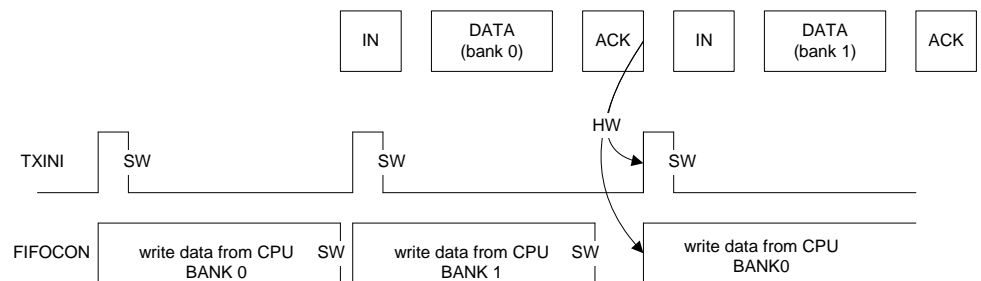 IN
DATA
(bank 0)
ACK
IN
DATA
(bank 1)
ACK
HW
TXINI
SW
SW
SW
FIFOCON
write data from CPU
BANK 0
SW
write data from CPU
BANK 1
SW
write data from CPU
BANK0